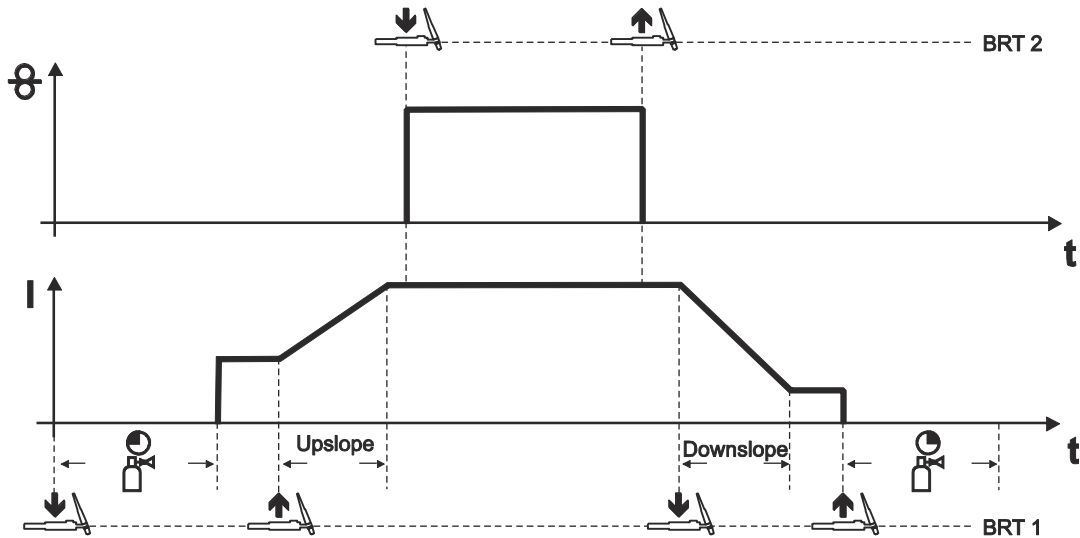 BRT 2
t
I
Upslope
Downslope
t
BRT 1